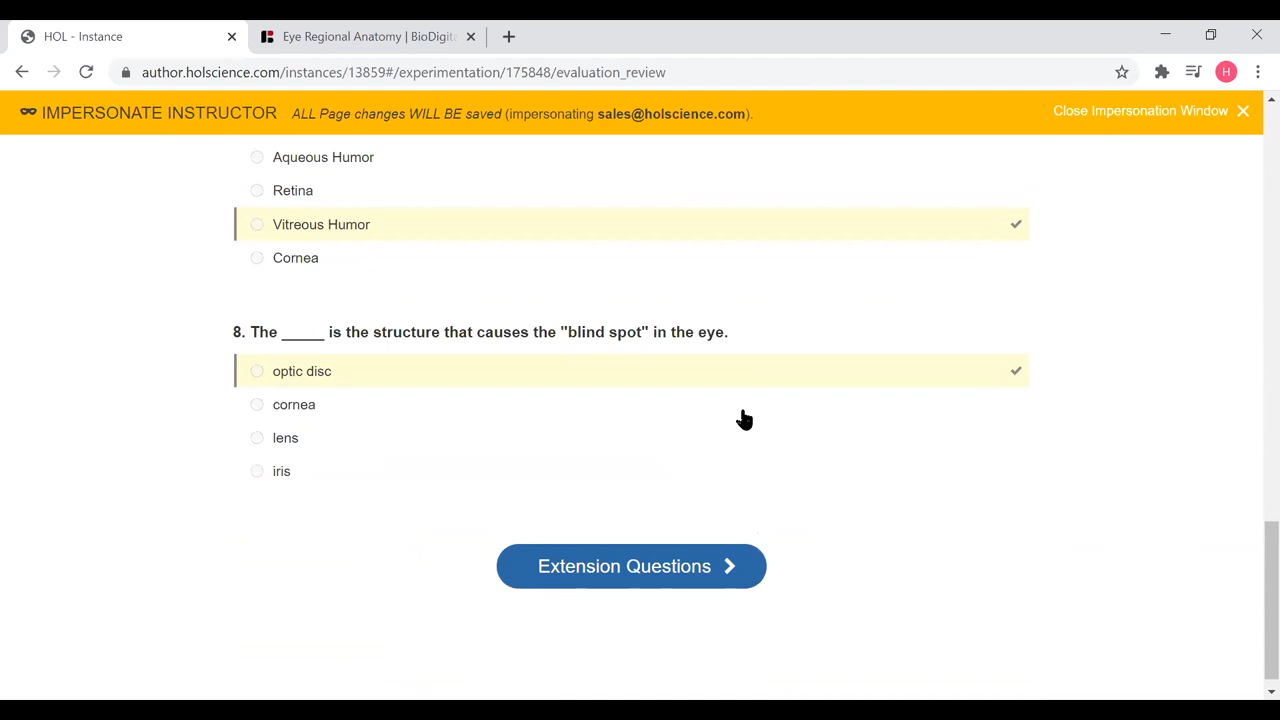 HOL - Instance
Eye Regional Anatomy | BioDigita
author.holscience.com/instances/13859#/experimentation/175848/evaluation_review
H
IMPERSONATE INSTRUCTOR ALL Page changes WILL BE saved (impersonating sales@holscience.com).
Close Impersonation Window
Aqueous Humor
Retina
Vitreous Humor
Cornea
8. The _____ is the structure that causes the "blind spot" in the eye.
optic disc
cornea
lens
iris
Extension Questions